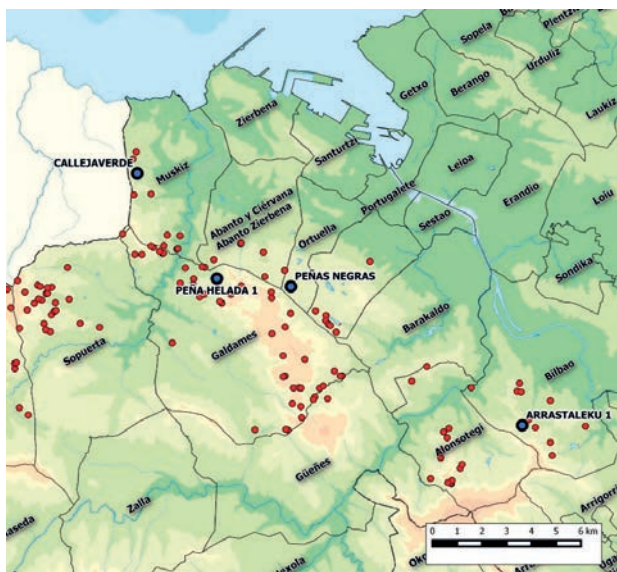 Plentzia
Sopela
Urduliz
Getxo
Berango
Laukiz
Zierbena
CALLEJAVERDE
Muskiz
Santurtzi
Leioa
Erandio
Loiu
Abanto y Ciérvana
Abanto Zierbena
Portugalete
Sestao
Ortuella
Sondika
PEÑA HELADA 1
PEÑAS NEGRAS
Barakaldo
Galdames
Sopuerta
Bilbao
ARRASTALEKU 1
Alonsotegi
Güeñes
Zalla
Arrigorri
0 1 2 3 4 5 6 km